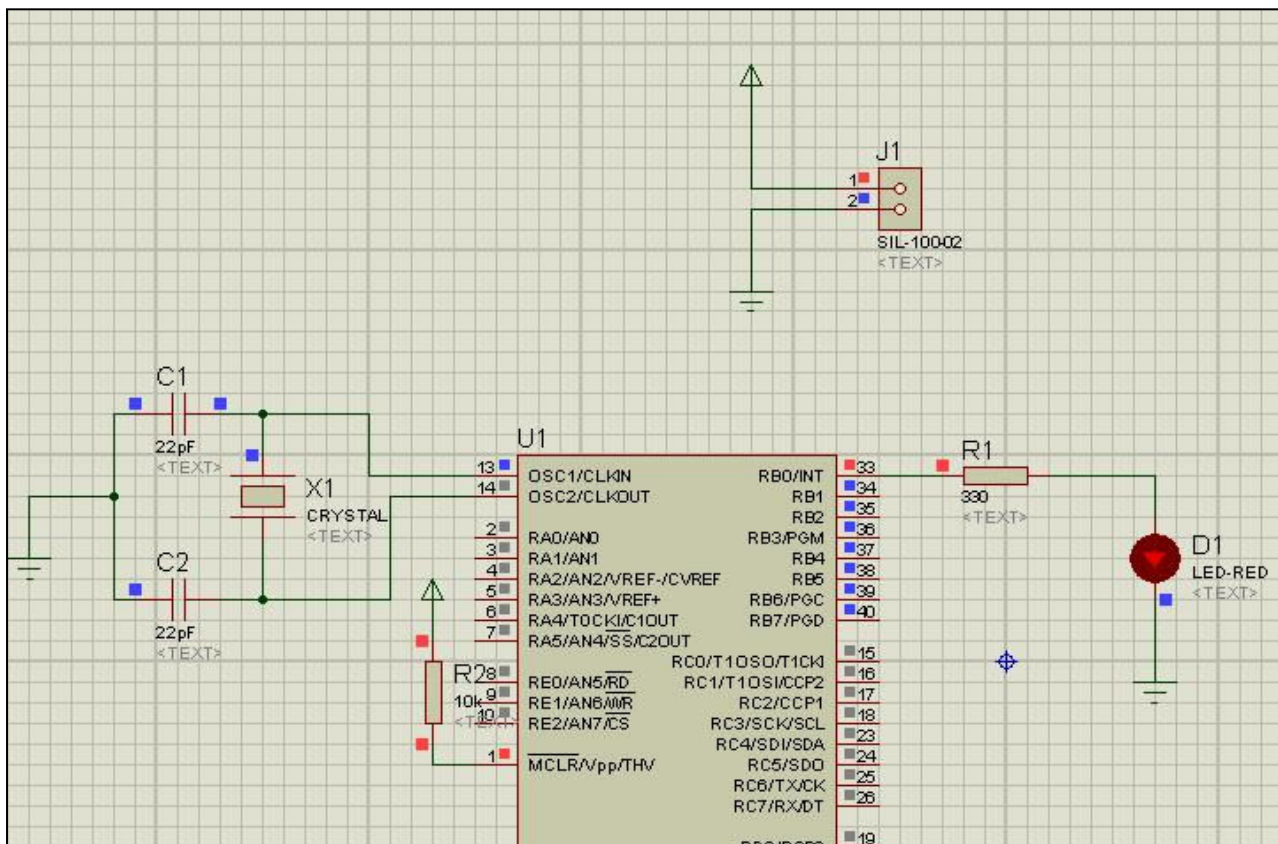 J1
1
2
SIL-100-02
<TEXT>
C1
22pF
<TEXT>
X1
CRYSTAL
<TEXT>
C2
22pF
<TEXT>
U1
13 OSC1/CLKIN
14 OSC2/CLKOUT
2 RA0/AN0
3 RA1/AN1
4 RA2/AN2/VREF-/CVREF
5 RA3/AN3/VREF+
6 RA4/T0CKI/C1OUT
7 RA5/AN4/SS/C2OUT
8 RE0/AN5/RD
9 RE1/AN6/WR
10 RE2/AN7/CS
1 MCLR/Vpp/THV
R2
10k
<TEXT>
RB0/INT 33
RB1 34
RB2 35
RB3/PGM 36
RB4 37
RB5 38
RB6/PGC 39
RB7/PGD 40
RC0/T1OSO/T1CKI 15
RC1/T1OSI/CCP2 16
RC2/CCP1 17
RC3/SCK/SCL 18
RC4/SDI/SDA 23
RC5/SDO 24
RC6/TX/CK 25
RC7/RX/DT 26
19
R1
330
<TEXT>
D1
LED-RED
<TEXT>